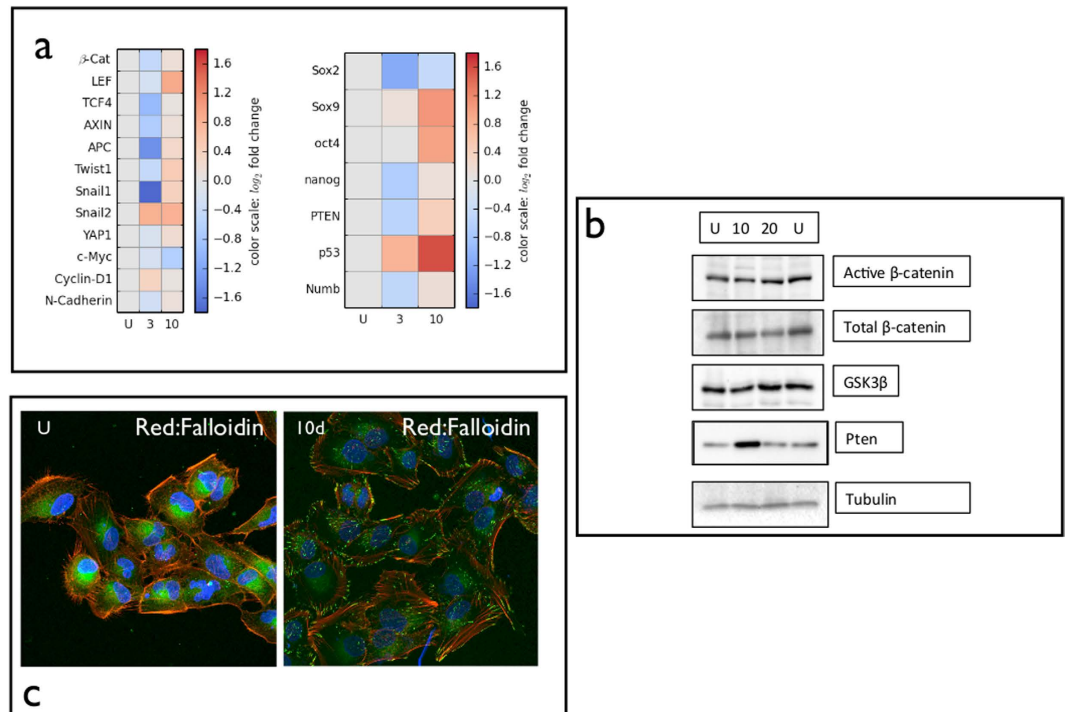 a
β-Cat
LEF
TCF4
AXIN
APC
Twist1
Snail1
Snail2
YAP1
c-Myc
Cyclin-D1
N-Cadherin
U 3 10
1.6
1.2
0.8
0.4
0.0
−0.4
−0.8
−1.2
−1.6
color scale: log2 fold change
Sox2
Sox9
oct4
nanog
PTEN
p53
Numb
U 3 10
1.6
1.2
0.8
0.4
0.0
−0.4
−0.8
−1.2
−1.6
color scale: log2 fold change
b
U 10 20 U
Active β-catenin
Total β-catenin
GSK3β
Pten
Tubulin
U Red:Falloidin
10d Red:Falloidin
c